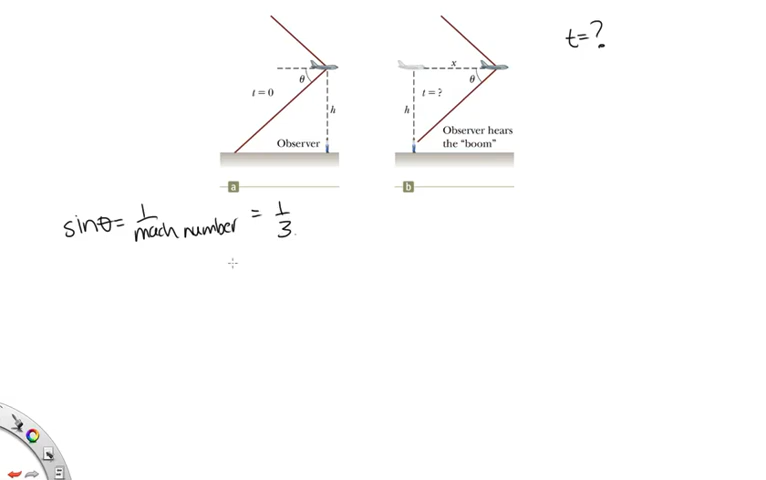 t=?
θ
t = 0
h
Observer
a
x
θ
t = ?
h
Observer hears
the "boom"
b
sinθ= 1/mach number = 1/3